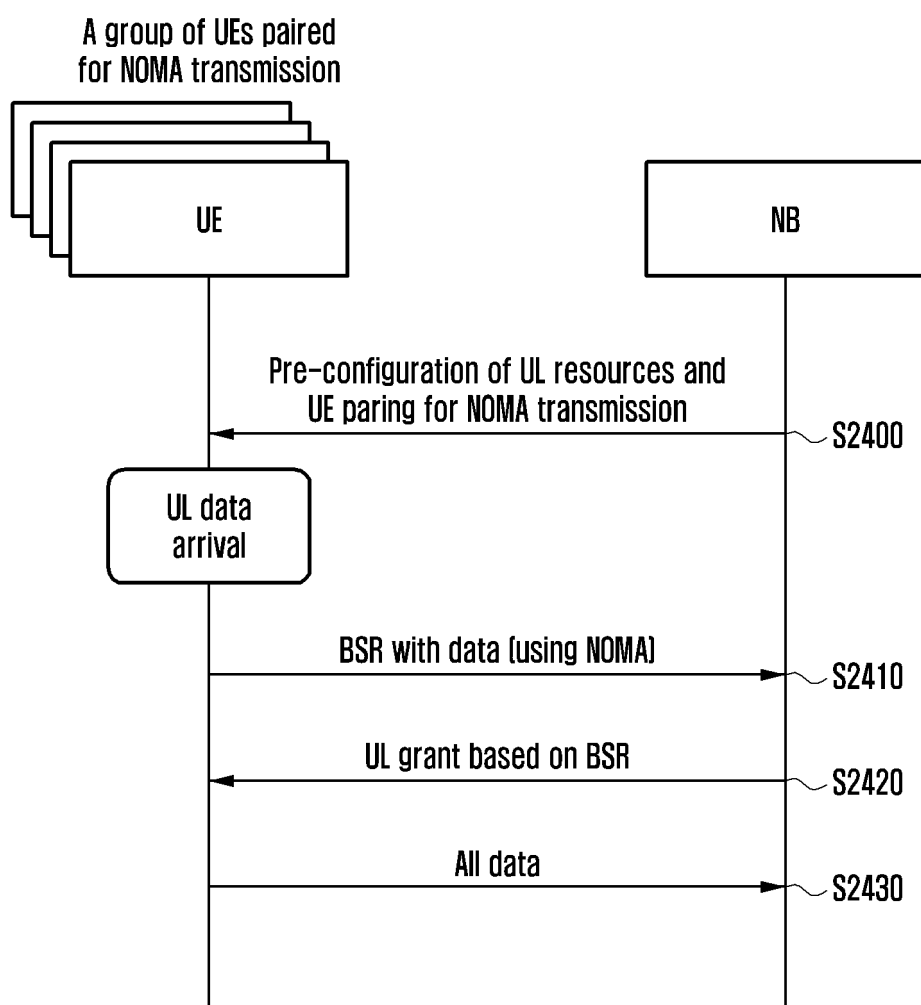 A group of UEs paired
for NOMA transmission
UE
NB
Pre-configuration of UL resources and
UE paring for NOMA transmission
S2400
UL data
arrival
BSR with data (using NOMA)
S2410
UL grant based on BSR
S2420
All data
S2430